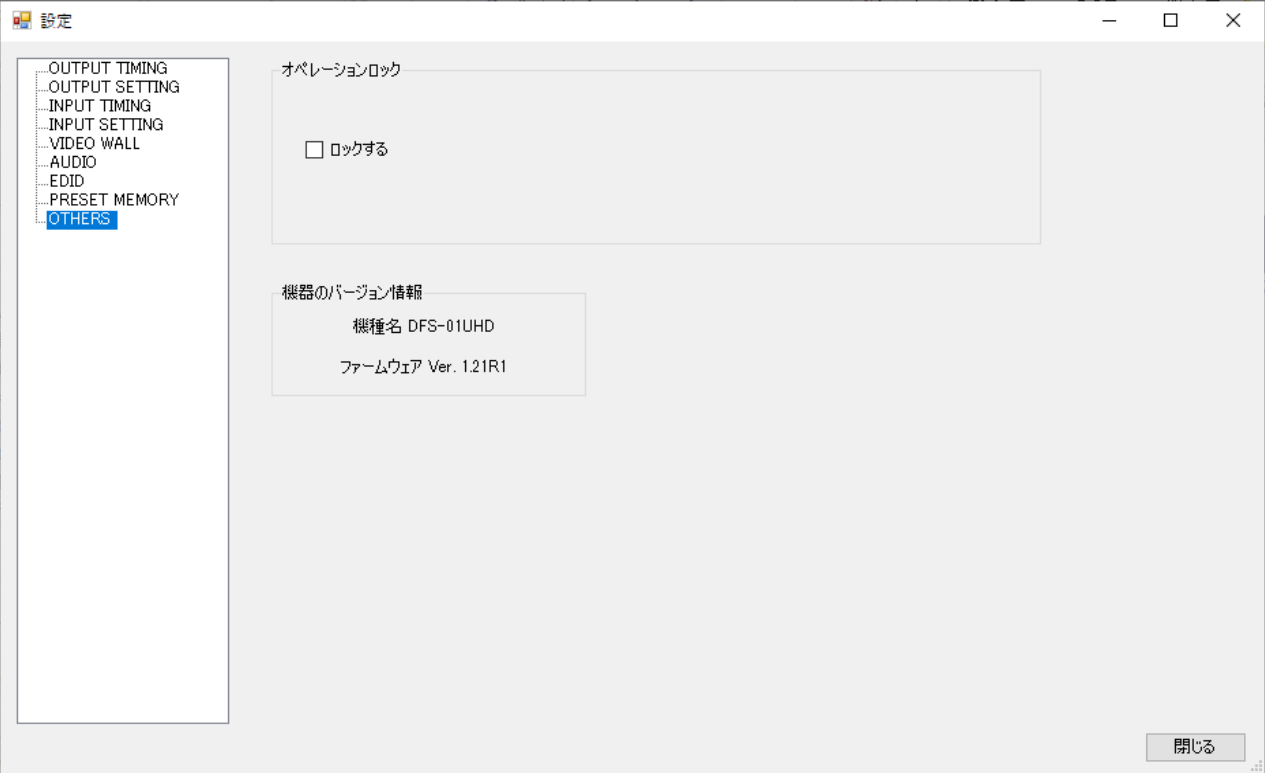 設定
OUTPUT TIMING
OUTPUT SETTING
INPUT TIMING
INPUT SETTING
VIDEO WALL
AUDIO
EDID
PRESET MEMORY
OTHERS
オペレーションロック
ロックする
機器のバージョン情報
機種名 DFS-01UHD
ファームウェア Ver. 1.21R1
閉じる